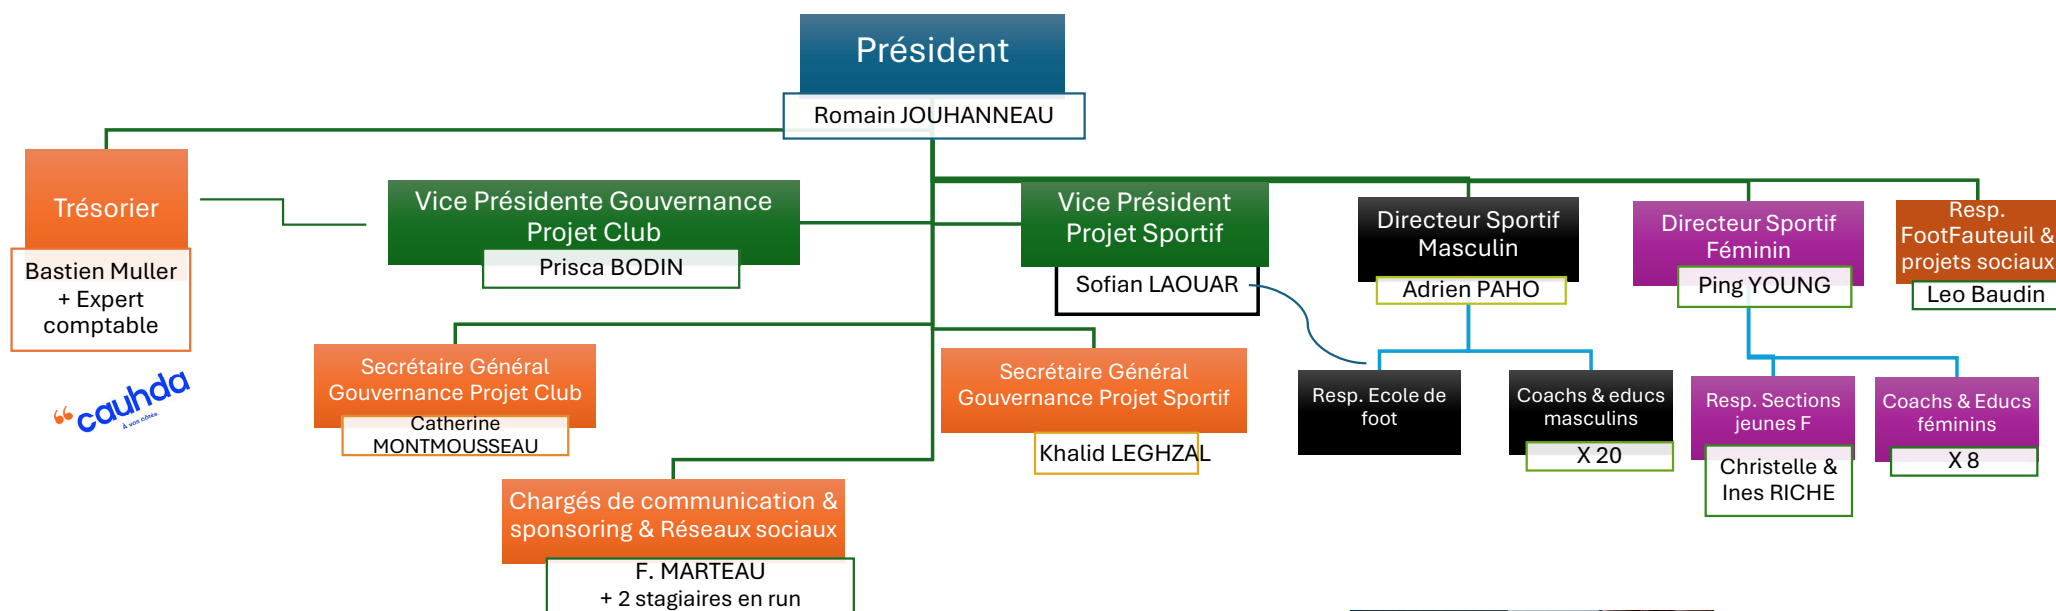 Président
Romain JOUHANNEAU
Trésorier
Bastien Muller
+ Expert
comptable
“cauhda
À vos côtés.
Vice Présidente Gouvernance
Projet Club
Prisca BODIN
Vice Président
Projet Sportif
Sofian LAOUAR
Directeur Sportif
Masculin
Adrien PAHO
Directeur Sportif
Féminin
Ping YOUNG
Resp.
FootFauteuil &
projets sociaux
Leo Baudin
Secrétaire Général
Gouvernance Projet Club
Catherine
MONTMOUSSEAU
Secrétaire Général
Gouvernance Projet Sportif
Khalid LEGHZAL
Resp. Ecole de
foot
Coachs & educs
masculins
X 20
Resp. Sections
jeunes F
Christelle &
Ines RICHE
Coachs & Educs
féminins
X 8
Chargés de communication &
sponsoring & Réseaux sociaux
F. MARTEAU
+ 2 stagiaires en run